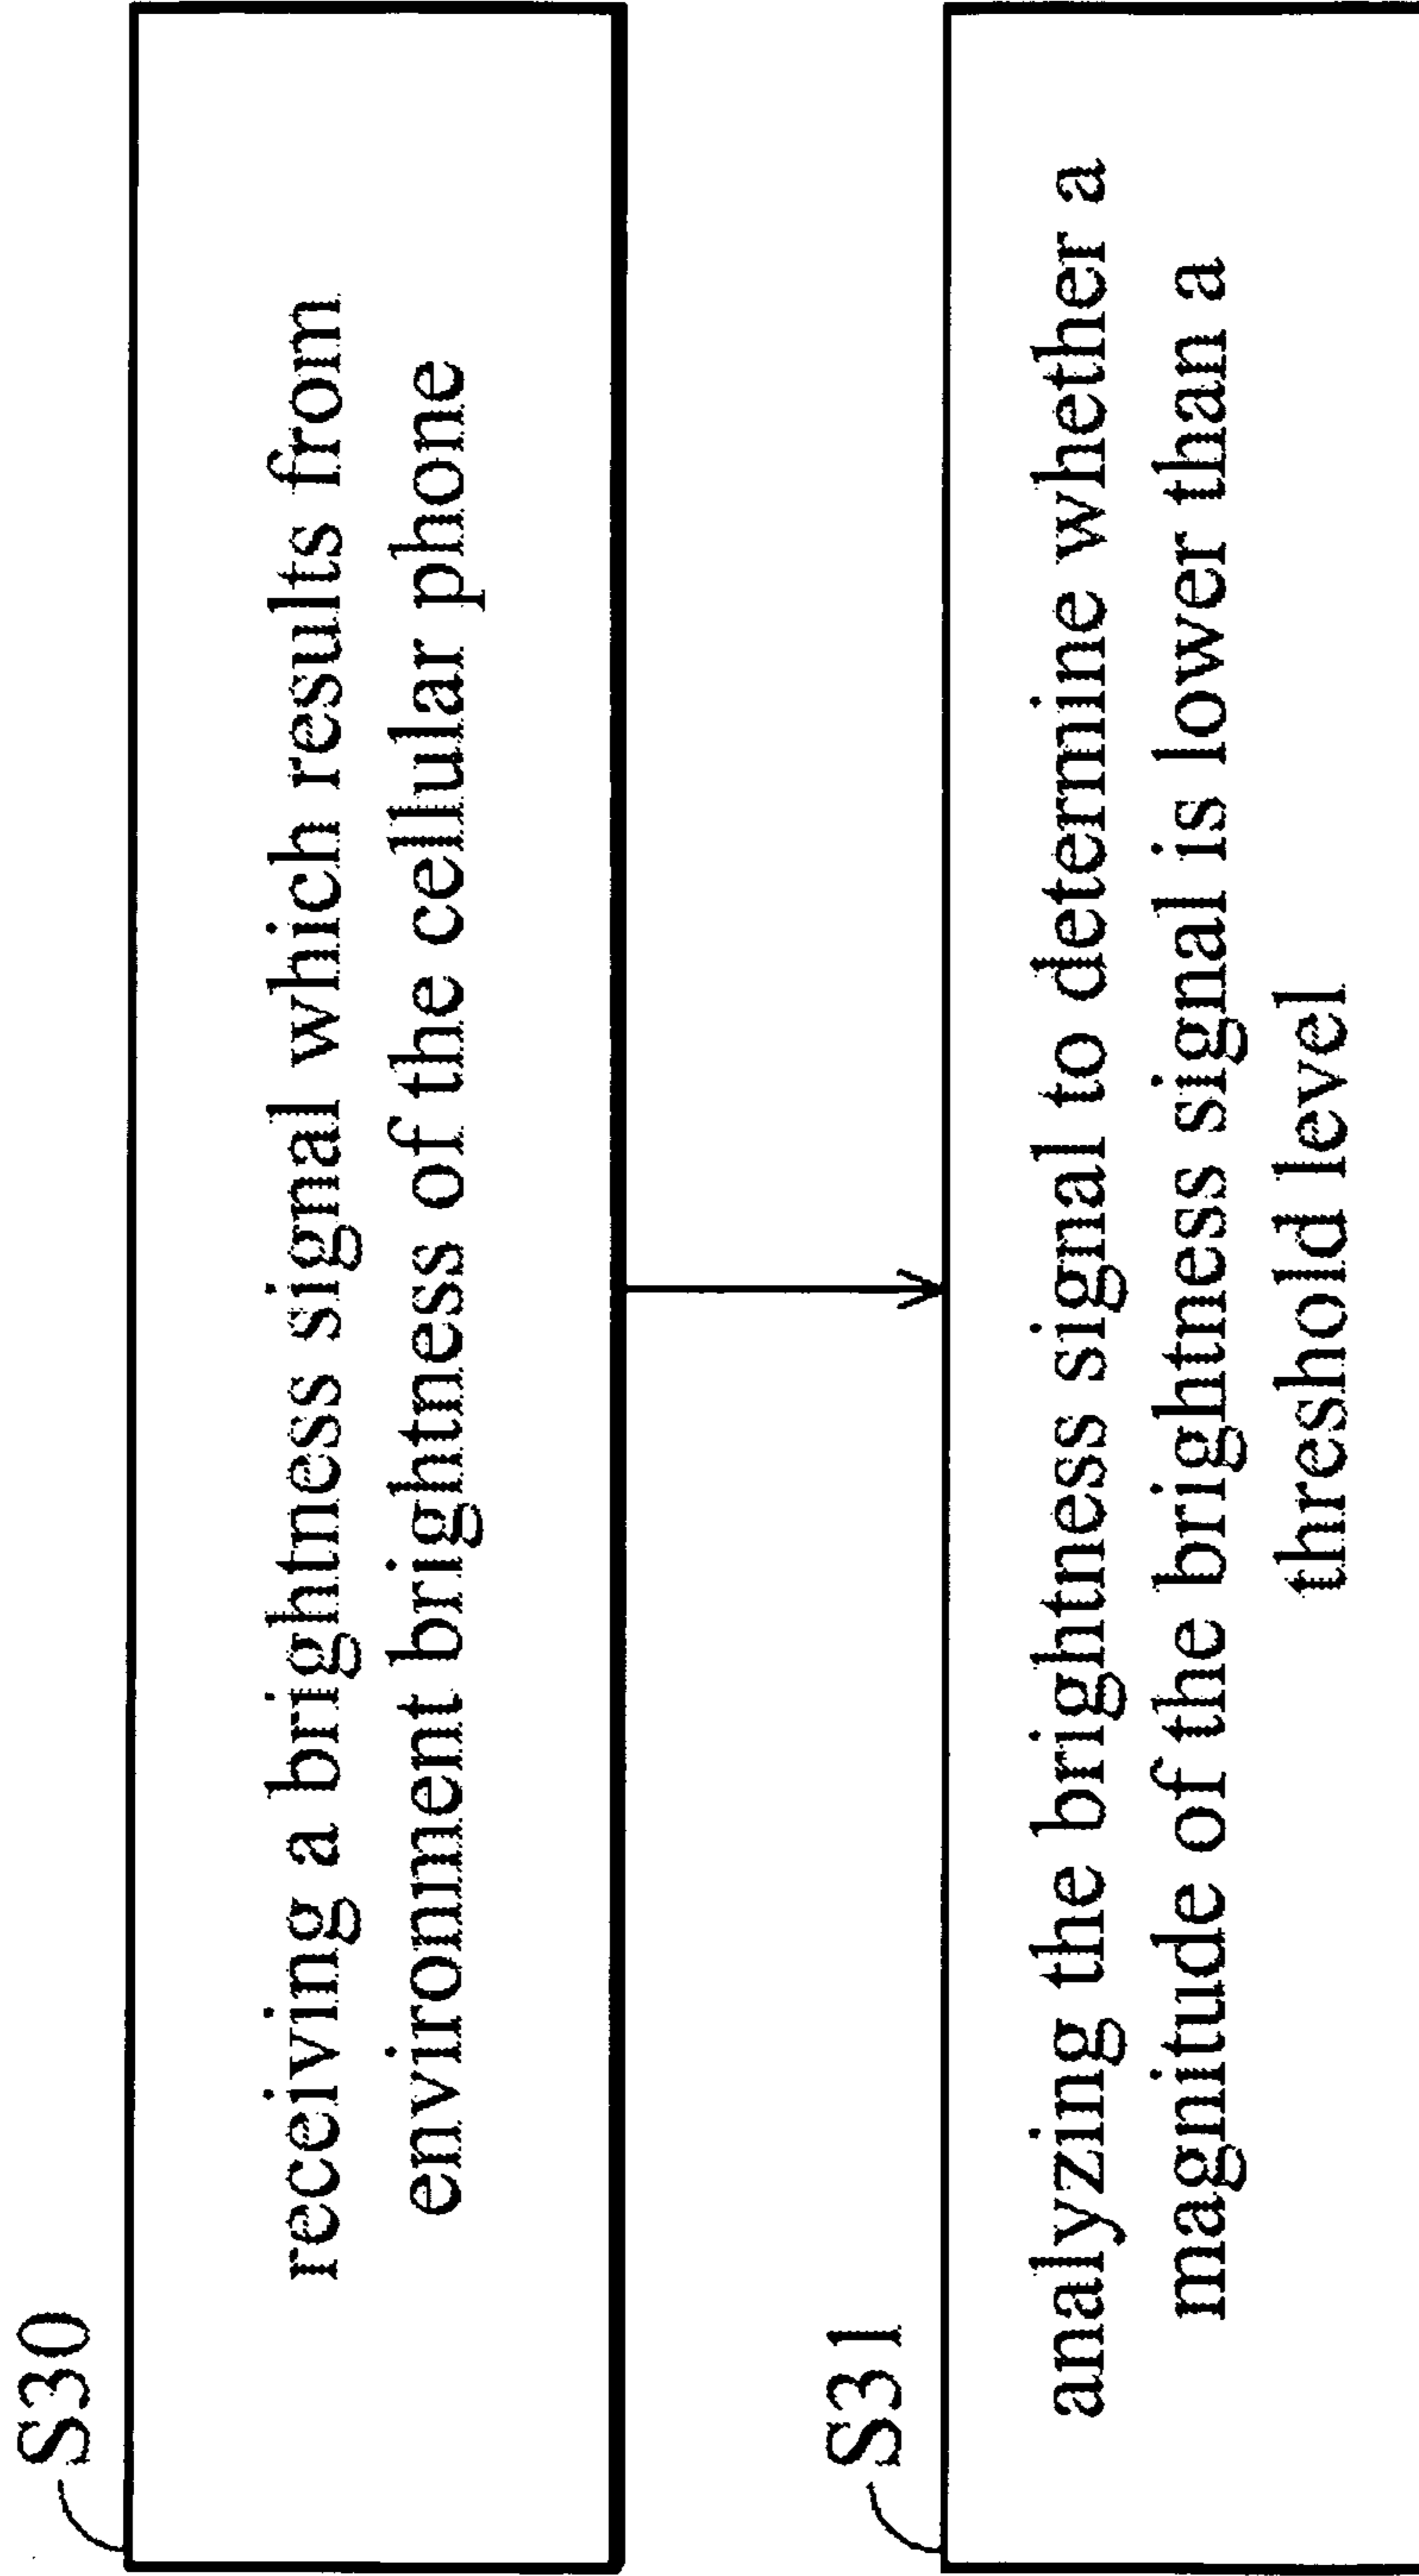 S30
receiving a brightness signal which results from
environment brightness of the cellular phone
S31
analyzing the brightness signal to determine whether a
magnitude of the brightness signal is lower than a
threshold level